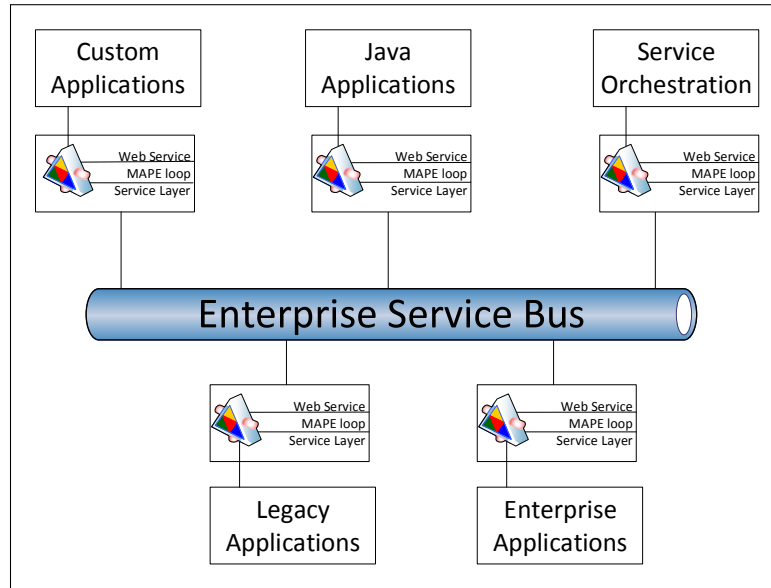 Custom
Applications
Java
Applications
Service
Orchestration
Web Service
MAPE loop
Service Layer
Web Service
MAPE loop
Service Layer
Web Service
MAPE loop
Service Layer
Enterprise Service Bus
Web Service
MAPE loop
Service Layer
Web Service
MAPE loop
Service Layer
Legacy
Applications
Enterprise
Applications